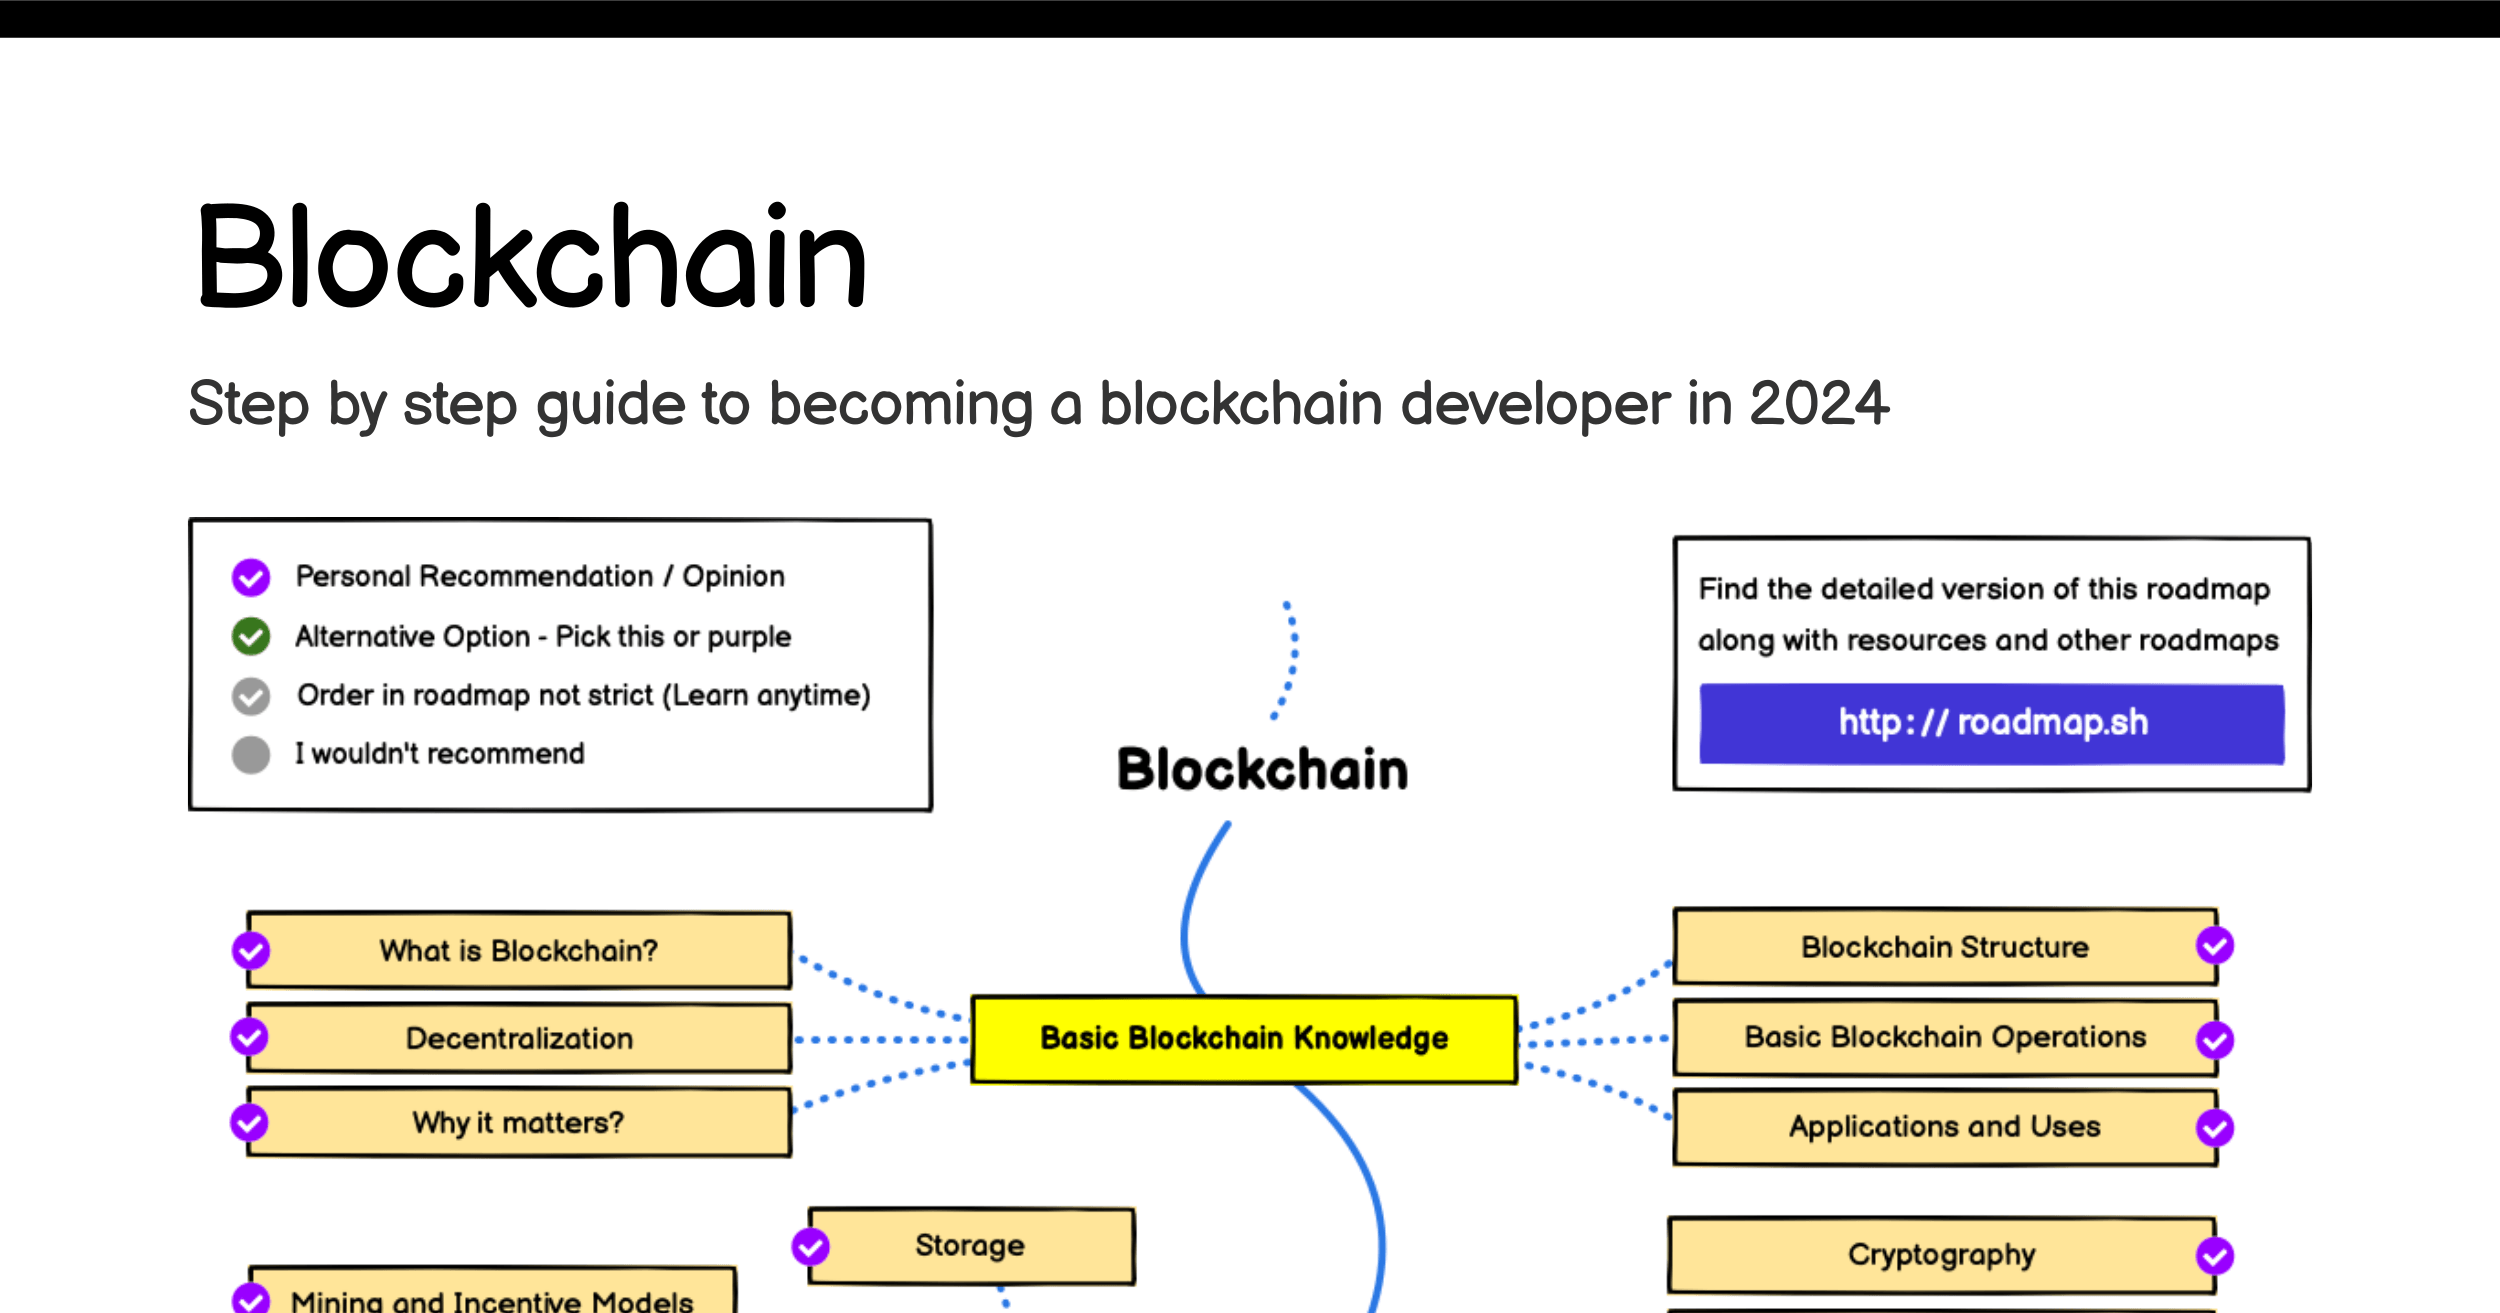 Blockchain
Step by step guide to becoming a blockchain developer in 2024
Personal Recommendation / Opinion
Alternative Option - Pick this or purple
Order in roadmap not strict (Learn anytime)
I wouldn't recommend
Find the detailed version of this roadmap
along with resources and other roadmaps
http://roadmap.sh
Blockchain
What is Blockchain?
Decentralization
Why it matters?
Basic Blockchain Knowledge
Blockchain Structure
Basic Blockchain Operations
Applications and Uses
Storage
Cryptography
Mining and Incentive Models